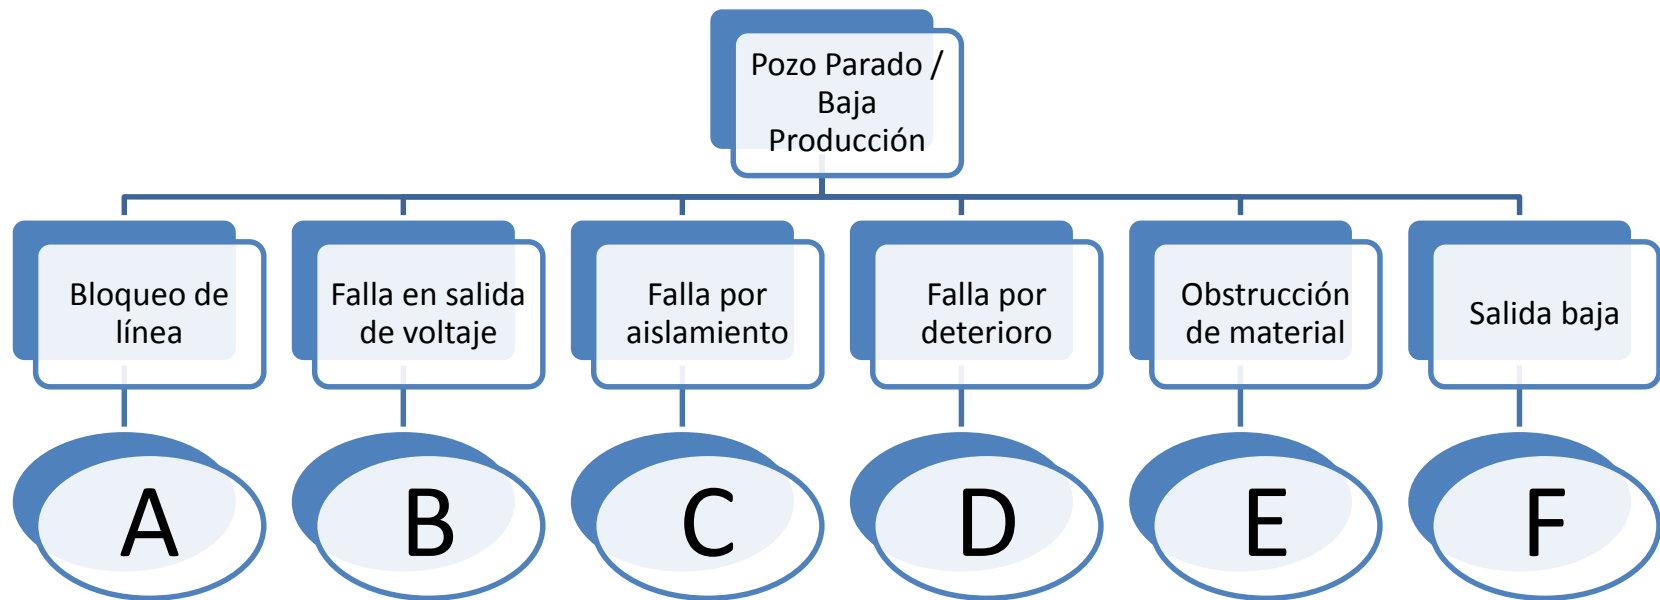 Pozo Parado /
Baja
Producción
Bloqueo de
línea
Falla en salida
de voltaje
Falla por
aislamiento
Falla por
deterioro
Obstrucción
de material
Salida baja
A
B
C
D
E
F